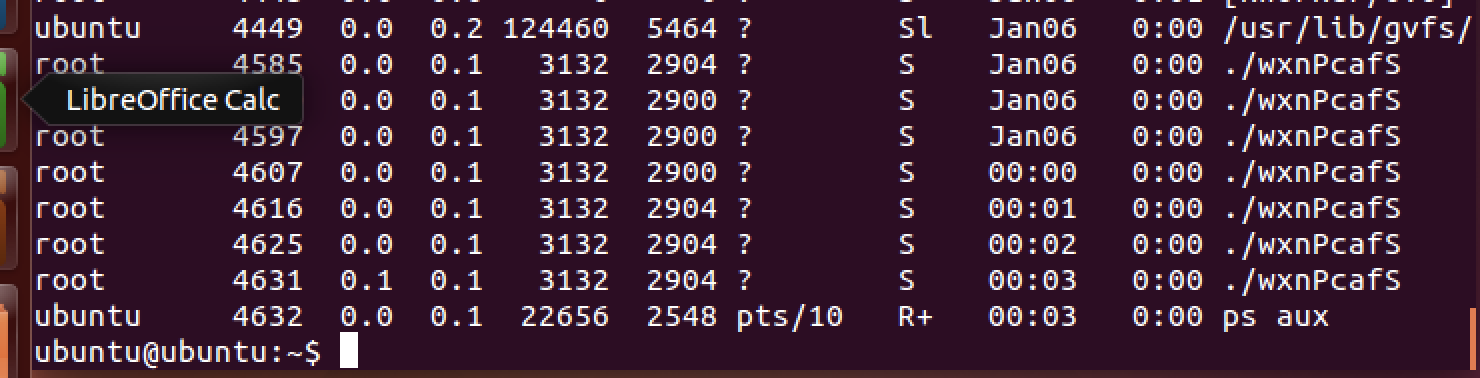 ubuntu 4449 0.0 0.2 124460 5464 ? Sl Jan06 0:00 /usr/lib/gvfs/
root 4585 0.0 0.1 3132 2904 ? S Jan06 0:00 ./wxnPcafS
LibreOffice Calc 0.0 0.1 3132 2900 ? S Jan06 0:00 ./wxnPcafS
root 4597 0.0 0.1 3132 2900 ? S Jan06 0:00 ./wxnPcafS
root 4607 0.0 0.1 3132 2900 ? S 00:00 0:00 ./wxnPcafS
root 4616 0.0 0.1 3132 2904 ? S 00:01 0:00 ./wxnPcafS
root 4625 0.0 0.1 3132 2904 ? S 00:02 0:00 ./wxnPcafS
root 4631 0.1 0.1 3132 2904 ? S 00:03 0:00 ./wxnPcafS
ubuntu 4632 0.0 0.1 22656 2548 pts/10 R+ 00:03 0:00 ps aux
ubuntu@ubuntu:~$